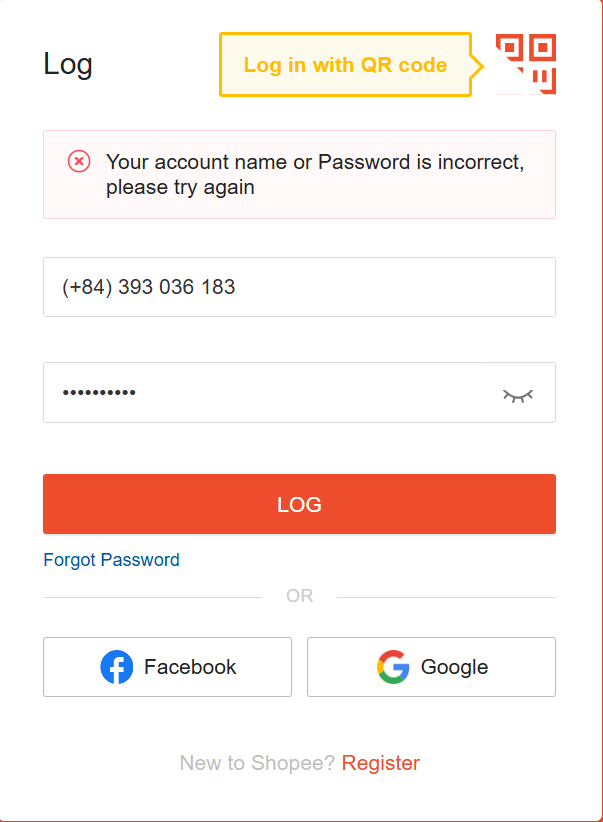 Log
Log in with QR code
Your account name or Password is incorrect,
please try again
(+84) 393 036 183
••••••••••
LOG
Forgot Password
OR
Facebook
Google
New to Shopee? Register